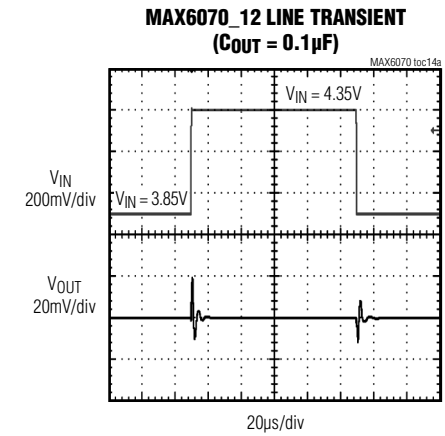 MAX6070_12 LINE TRANSIENT
(COUT = 0.1µF)
MAX6070 toc14a
VIN = 4.35V
VIN
200mV/div
VIN = 3.85V
VOUT
20mV/div
20µs/div